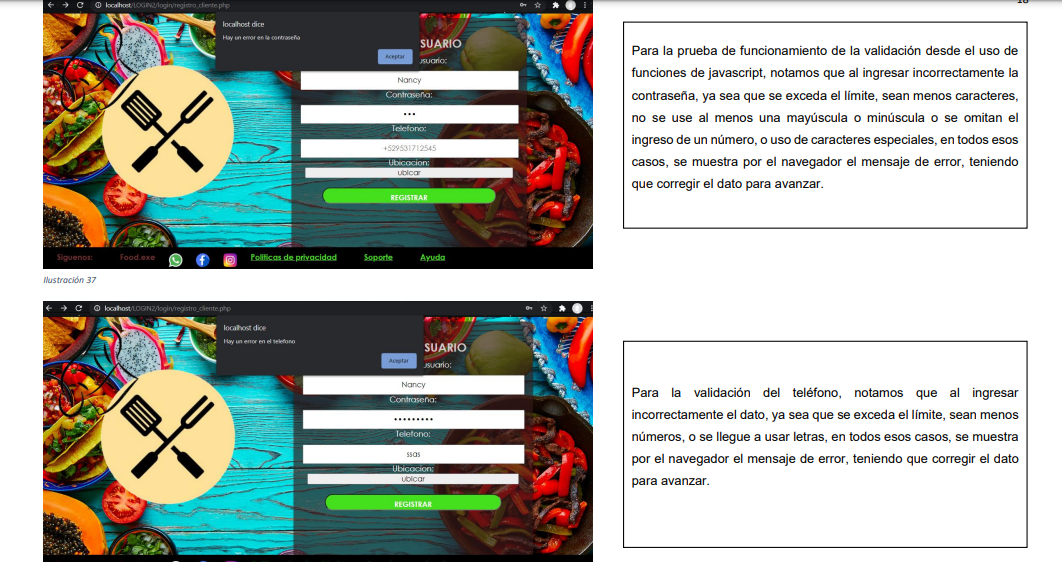 localhost/LOGIN2/login/registro_cliente.php
localhost dice
Hay un error en la contraseña
Aceptar
SUARIO
usuario:
Nancy
Contraseña:
Telefono:
+529531712545
Ubicacion:
ubicar
REGISTRAR
Siguenos:
Food.exe
Politicas de privacidad
Soporte
Ayuda
Ilustración 37
Para la prueba de funcionamiento de la validación desde el uso de
funciones de javascript, notamos que al ingresar incorrectamente la
contraseña, ya sea que se exceda el límite, sean menos caracteres,
no se use al menos una mayúscula o minúscula o se omitan el
ingreso de un número, o uso de caracteres especiales, en todos esos
casos, se muestra por el navegador el mensaje de error, teniendo
que corregir el dato para avanzar.
localhost/LOGIN2/login/registro_cliente.php
localhost dice
Hay un error en el telefono
Aceptar
SUARIO
usuario:
Nancy
Contraseña:
Telefono:
ssas
Ubicacion:
ubicar
REGISTRAR
Para la validación del teléfono, notamos que al ingresar
incorrectamente el dato, ya sea que se exceda el límite, sean menos
números, o se llegue a usar letras, en todos esos casos, se muestra
por el navegador el mensaje de error, teniendo que corregir el dato
para avanzar.